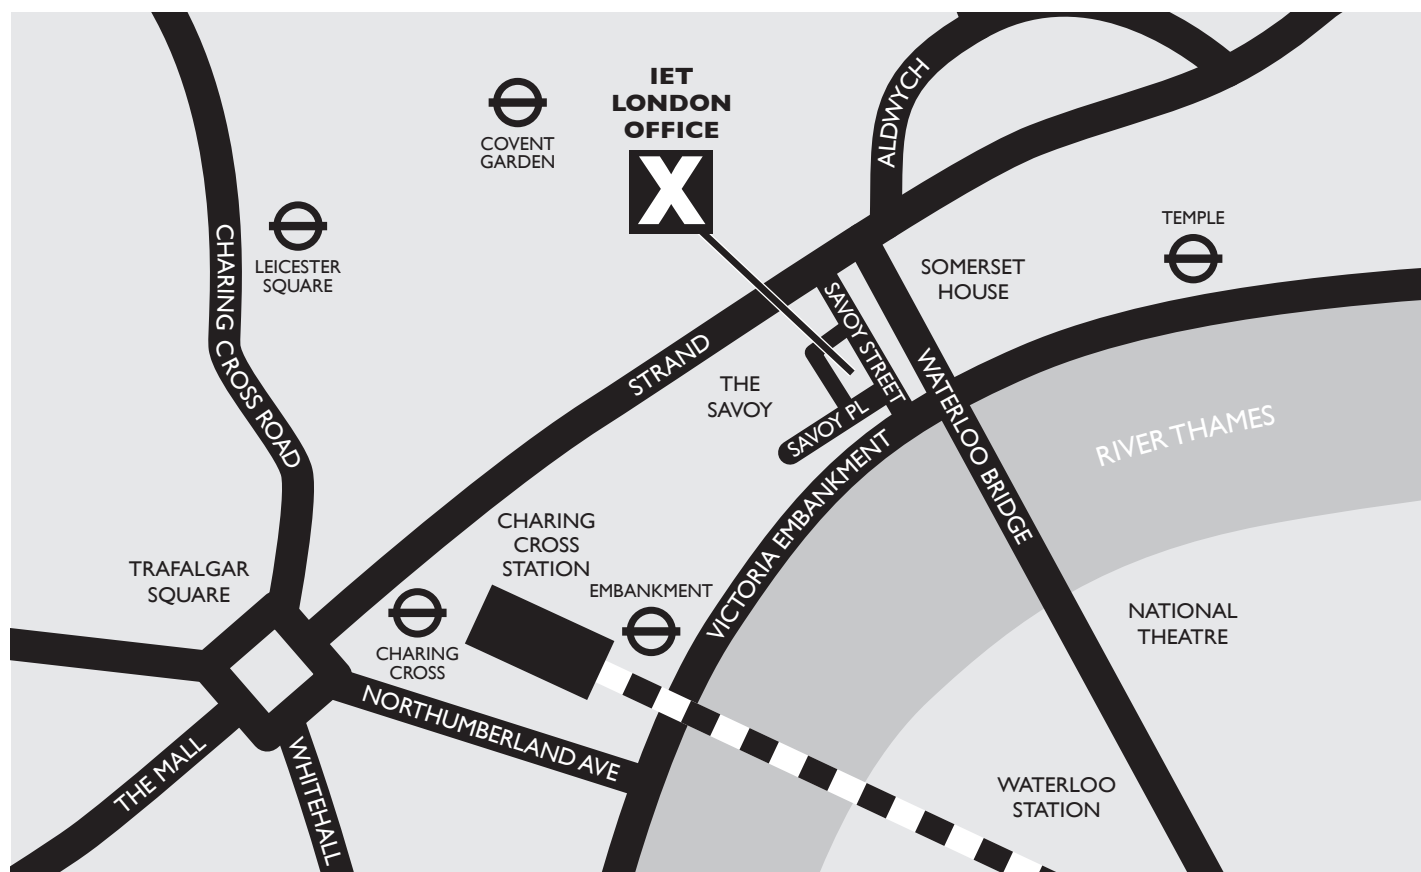 IET
LONDON
OFFICE
X
COVENT
GARDEN
ALDWYCH
LEICESTER
SQUARE
CHARING CROSS ROAD
TEMPLE
SOMERSET
HOUSE
SAVOY STREET
STRAND
THE
SAVOY
SAVOY PL
WATERLOO BRIDGE
RIVER THAMES
VICTORIA EMBANKMENT
CHARING
CROSS
STATION
TRAFALGAR
SQUARE
EMBANKMENT
CHARING
CROSS
NATIONAL
THEATRE
NORTHUMBERLAND AVE
THE MALL
WHITEHALL
WATERLOO
STATION